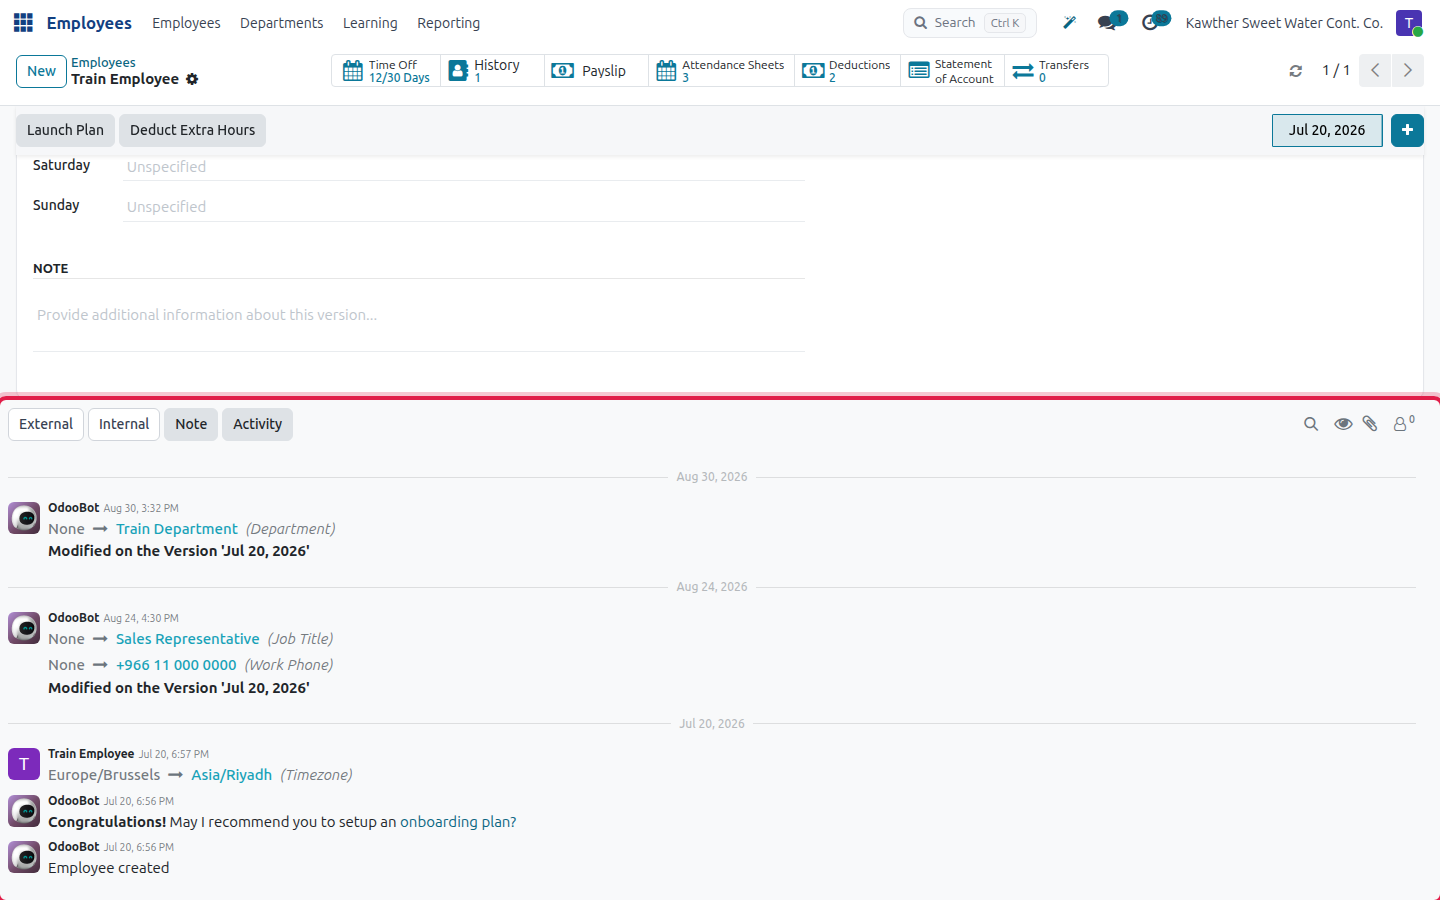 Employees
Employees
Departments
Learning
Reporting
Search
Ctrl K
1
Kawther Sweet Water Cont. Co.
T
New
Employees
Train Employee
Time Off
12/30 Days
History
1
Payslip
Attendance Sheets
3
Deductions
2
Statement
of Account
Transfers
0
1 / 1
Launch Plan
Deduct Extra Hours
Jul 20, 2026
+
Saturday
Unspecified
Sunday
Unspecified
NOTE
Provide additional information about this version...
External
Internal
Note
Activity
0
Aug 30, 2026
OdooBot Aug 30, 3:32 PM
None → Train Department (Department)
Modified on the Version 'Jul 20, 2026'
Aug 24, 2026
OdooBot Aug 24, 4:30 PM
None → Sales Representative (Job Title)
None → +966 11 000 0000 (Work Phone)
Modified on the Version 'Jul 20, 2026'
Jul 20, 2026
T
Train Employee Jul 20, 6:57 PM
Europe/Brussels → Asia/Riyadh (Timezone)
OdooBot Jul 20, 6:56 PM
Congratulations! May I recommend you to setup an onboarding plan?
OdooBot Jul 20, 6:56 PM
Employee created